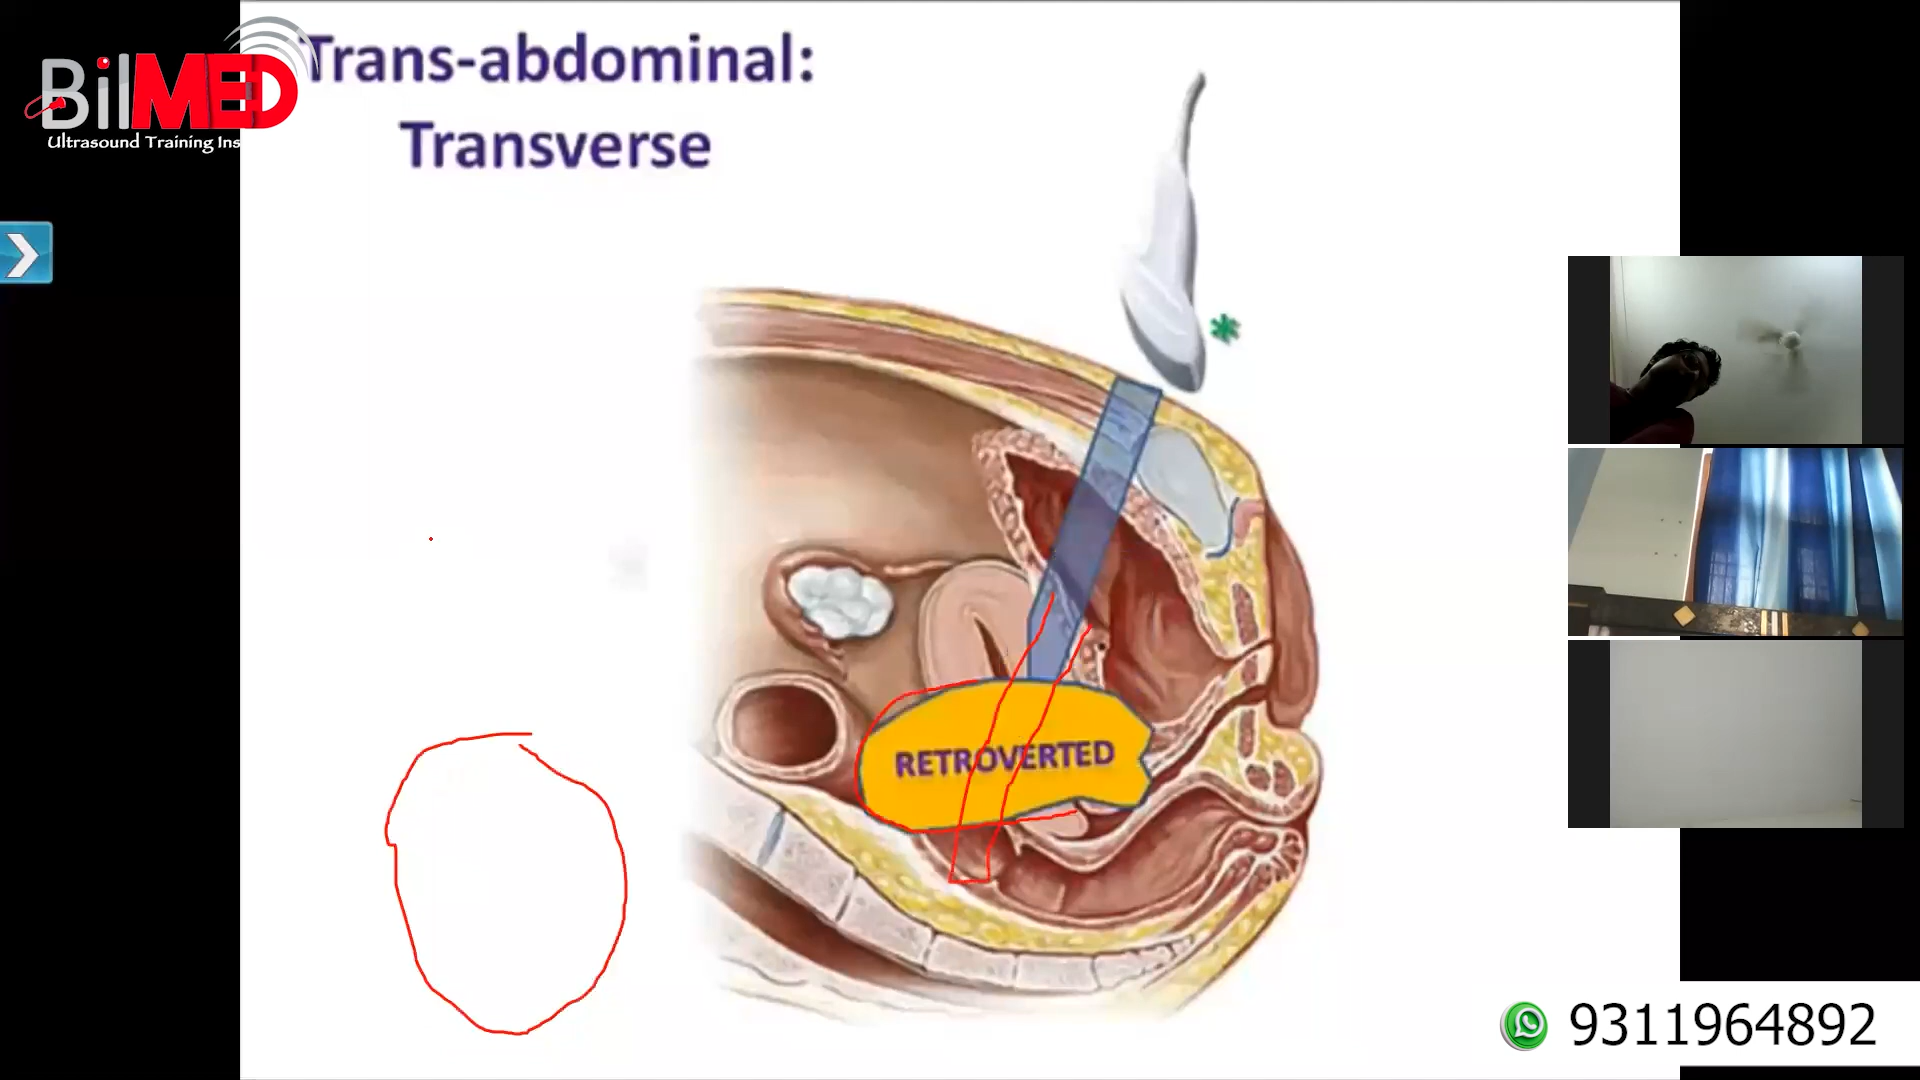 BilMED
Ultrasound Training Ins
Trans-abdominal:
Transverse
RETROVERTED
9311964892